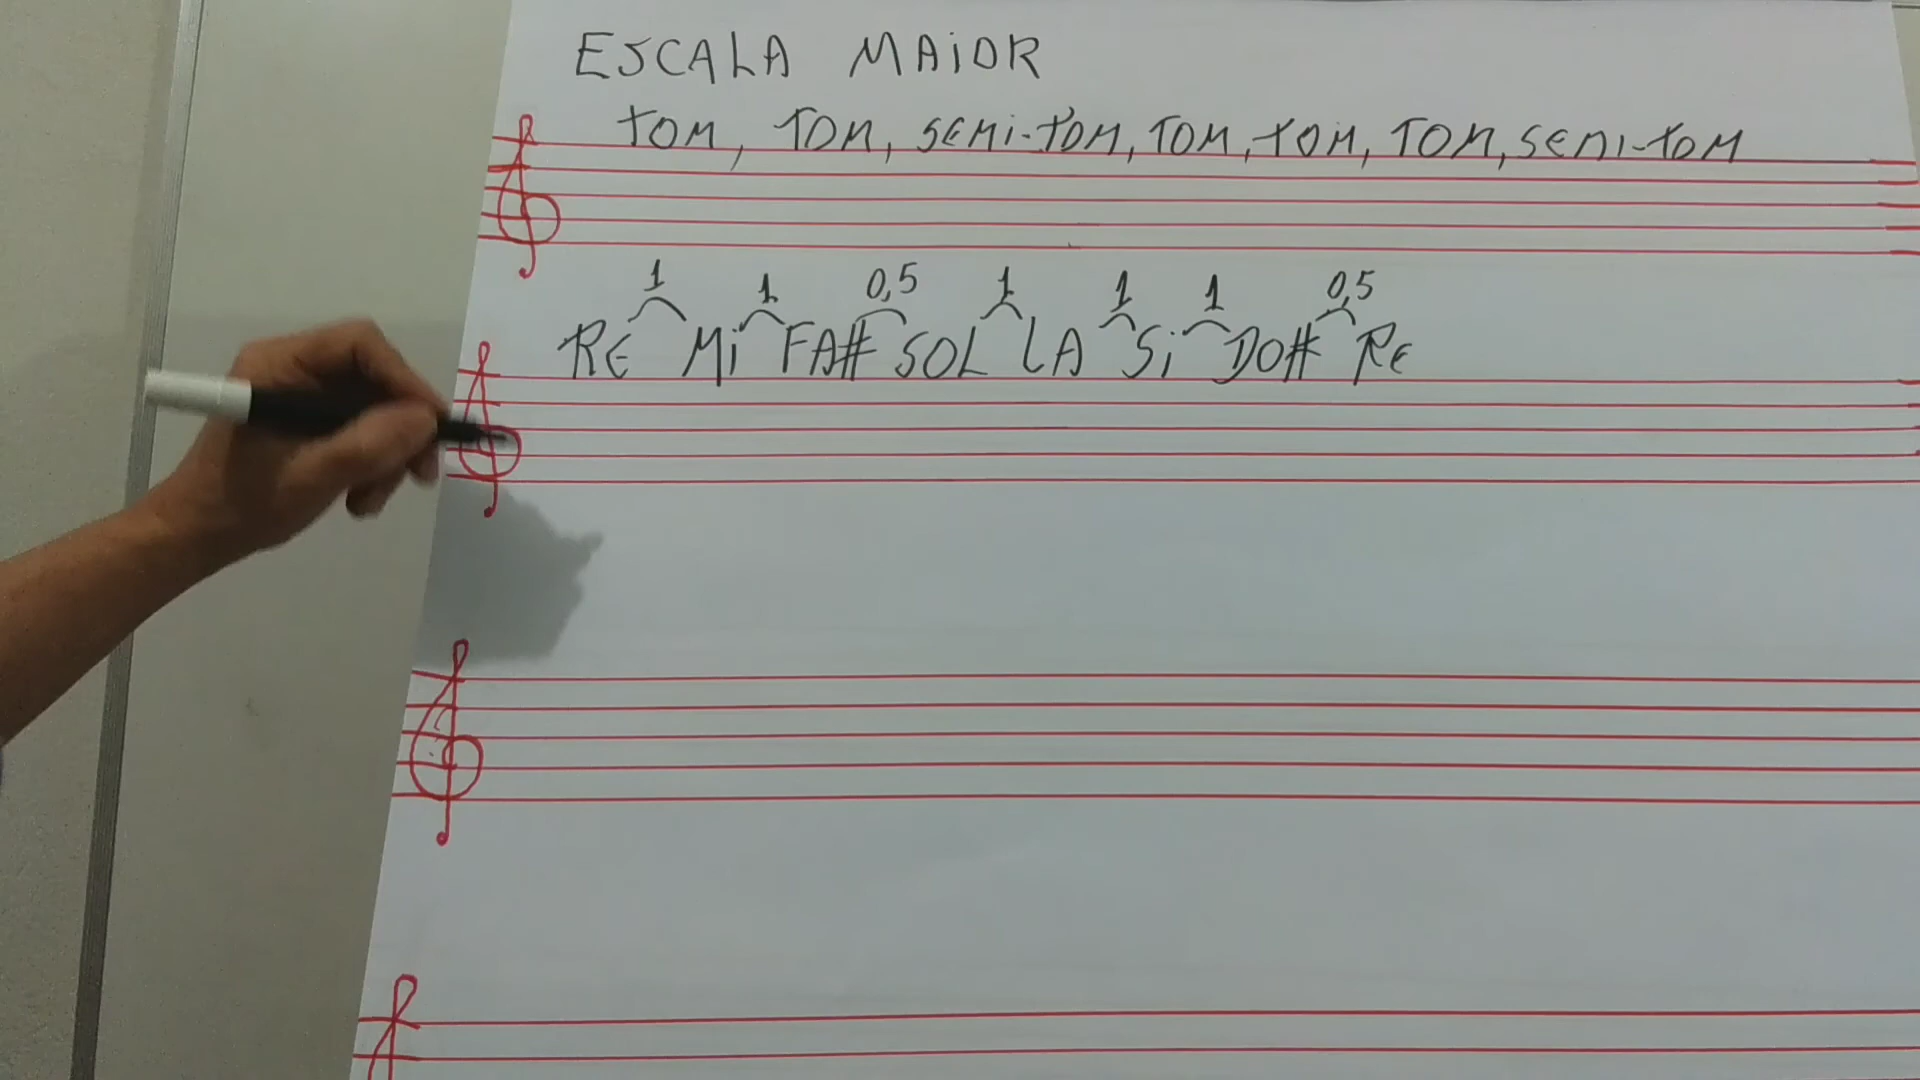 ESCALA MAiOR
TOM, TOM, SEMi-TOM, TOM, TOM, TOM, SEMI-TOM
1 1 0,5 1 1 1 0,5
RE Mi FA# SOL LA Si DO# RE